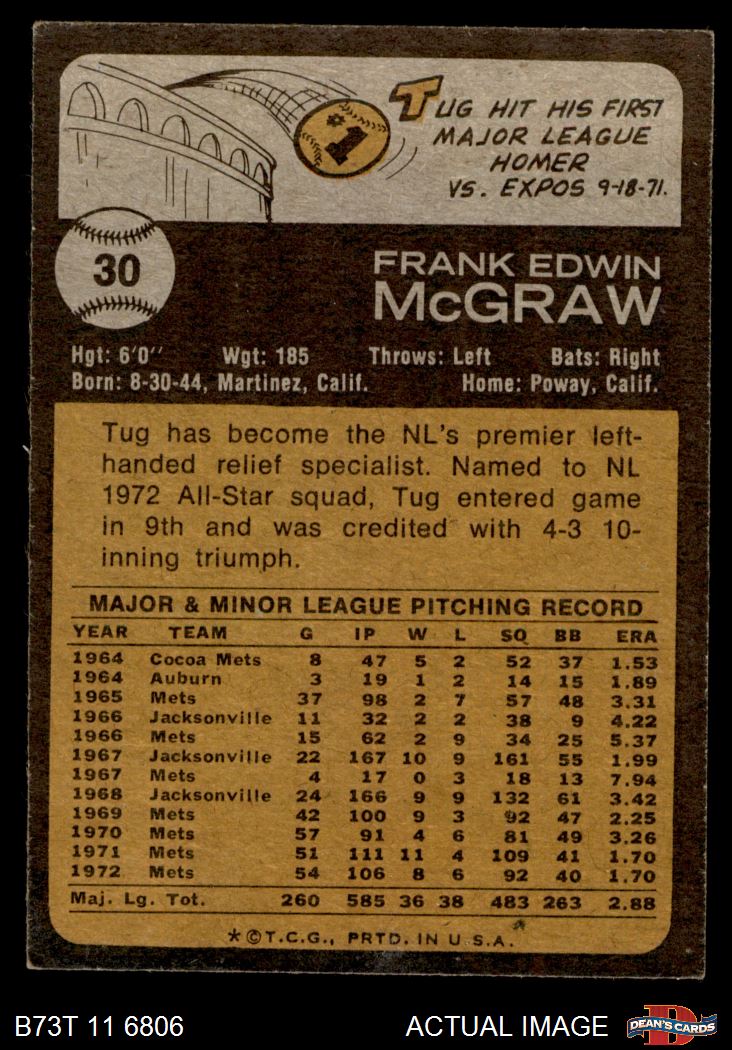 #1
TUG HIT HIS FIRST
MAJOR LEAGUE
HOMER
VS. EXPOS 9-18-71.
30
FRANK EDWIN
McGRAW
Hgt: 6'0" Wgt: 185 Throws: Left Bats: Right
Born: 8-30-44, Martinez, Calif. Home: Poway, Calif.
Tug has become the NL's premier left-
handed relief specialist. Named to NL
1972 All-Star squad, Tug entered game
in 9th and was credited with 4-3 10-
inning triumph.
MAJOR & MINOR LEAGUE PITCHING RECORD
YEAR TEAM G IP W L SO BB ERA
1964 Cocoa Mets 8 47 5 2 52 37 1.53
1964 Auburn 3 19 1 2 14 15 1.89
1965 Mets 37 98 2 7 57 48 3.31
1966 Jacksonville 11 32 2 2 38 9 4.22
1966 Mets 15 62 2 9 34 25 5.37
1967 Jacksonville 22 167 10 9 161 55 1.99
1967 Mets 4 17 0 3 18 13 7.94
1968 Jacksonville 24 166 9 9 132 61 3.42
1969 Mets 42 100 9 3 92 47 2.25
1970 Mets 57 91 4 6 81 49 3.26
1971 Mets 51 111 11 4 109 41 1.70
1972 Mets 54 106 8 6 92 40 1.70
Maj. Lg. Tot. 260 585 36 38 483 263 2.88
*©T.C.G., PRTD. IN U.S.A.
B73T 11 6806 ACTUAL IMAGE DEAN'S CARDS